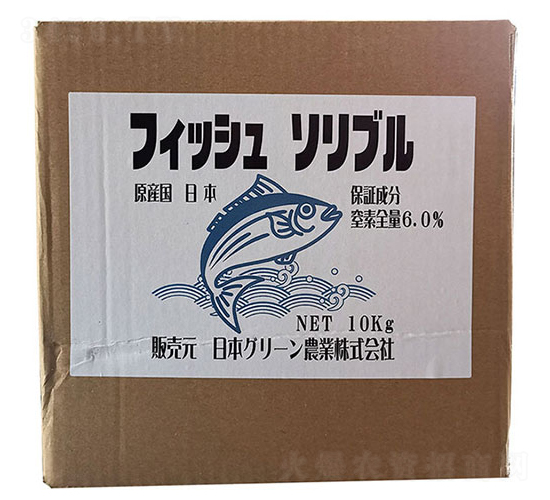 フィッシュ ソリブル
原産国 日本
保証成分
窒素全量6.0%
NET 10Kg
販売元 日本グリーン農業株式会社